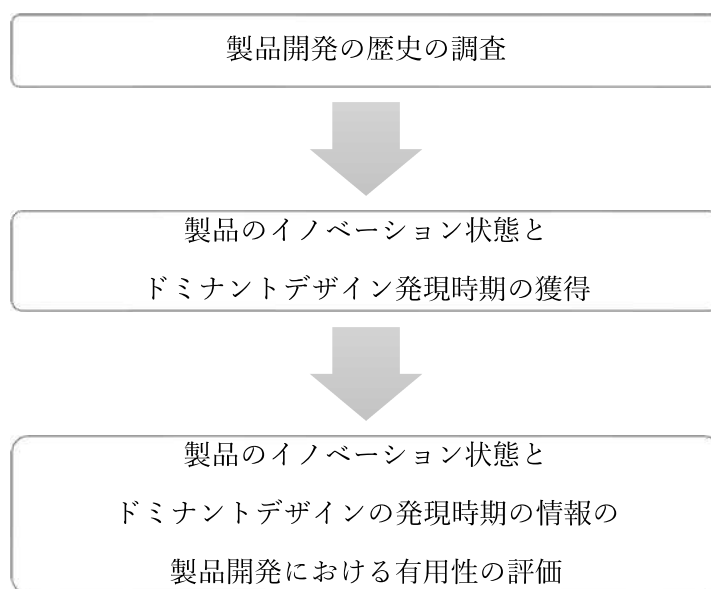 製品開発の歴史の調査
製品のイノベーション状態と
ドミナントデザイン発現時期の獲得
製品のイノベーション状態と
ドミナントデザインの発現時期の情報の
製品開発における有用性の評価